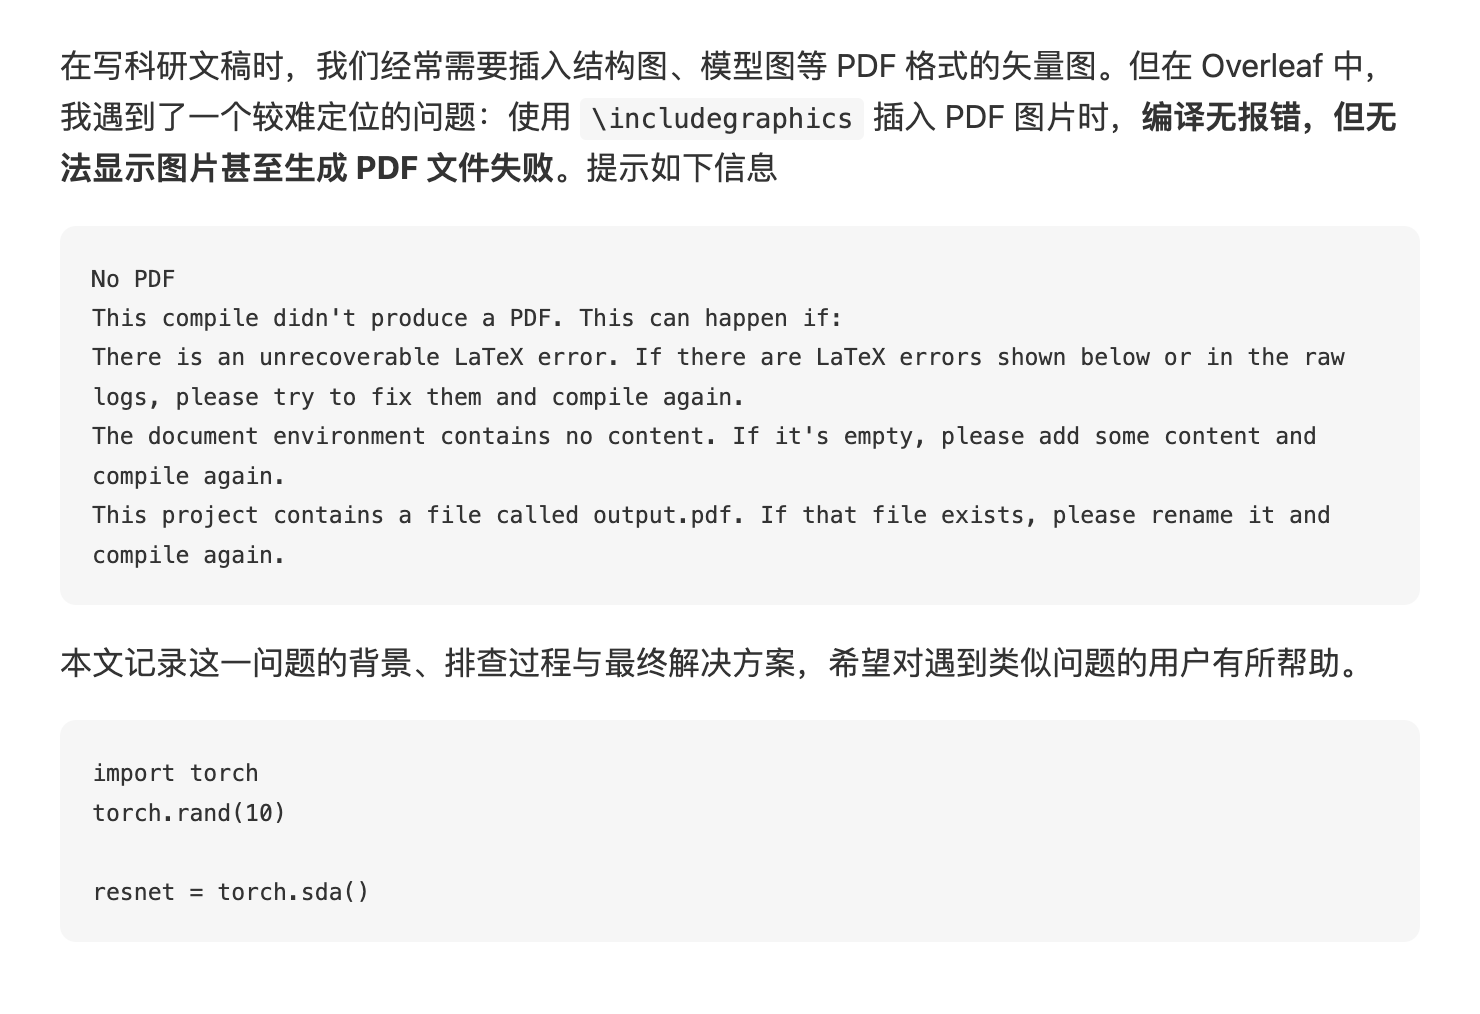 在写科研文稿时，我们经常需要插入结构图、模型图等 PDF 格式的矢量图。但在 Overleaf 中，
我遇到了一个较难定位的问题：使用 \includegraphics 插入 PDF 图片时，编译无报错，但无
法显示图片甚至生成 PDF 文件失败。提示如下信息
No PDF
This compile didn't produce a PDF. This can happen if:
There is an unrecoverable LaTeX error. If there are LaTeX errors shown below or in the raw
logs, please try to fix them and compile again.
The document environment contains no content. If it's empty, please add some content and
compile again.
This project contains a file called output.pdf. If that file exists, please rename it and
compile again.
本文记录这一问题的背景、排查过程与最终解决方案，希望对遇到类似问题的用户有所帮助。
import torch
torch.rand(10)
resnet = torch.sda()